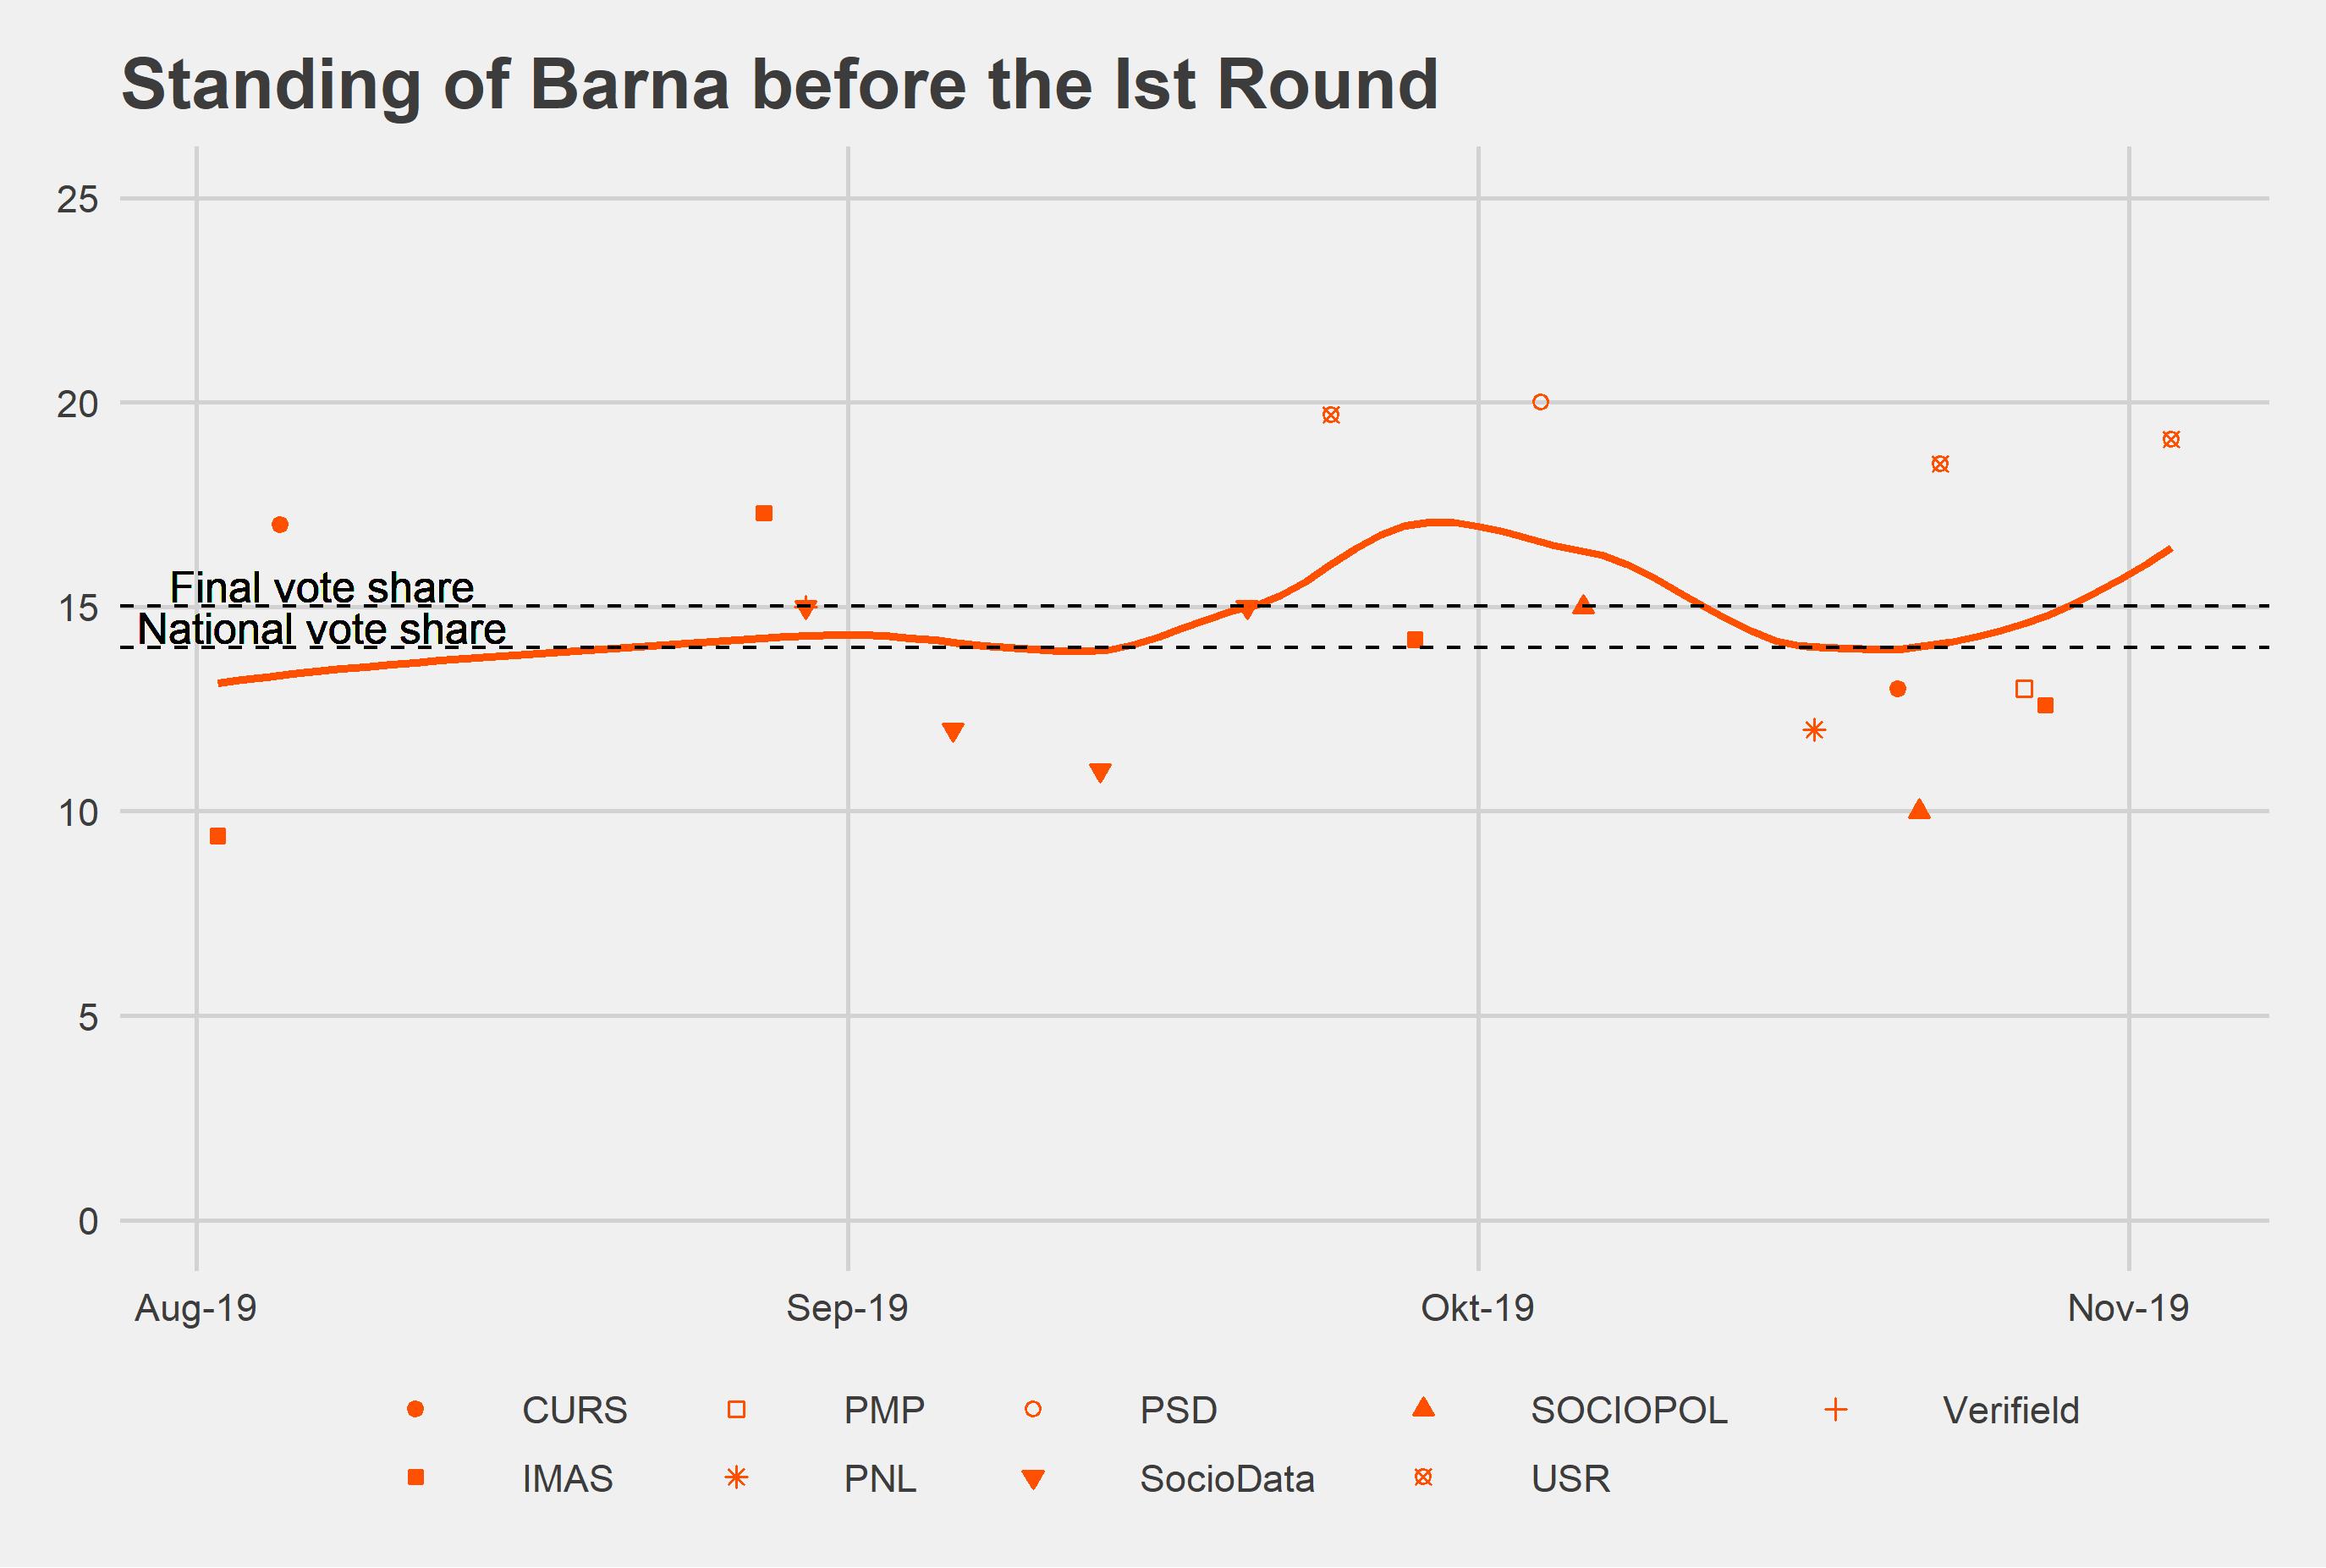 Standing of Barna before the Ist Round
25
20
15
10
5
0
Final vote share
National vote share
Aug-19 Sep-19 Okt-19 Nov-19
CURS PMP PSD SOCIOPOL Verifield
IMAS PNL SocioData USR